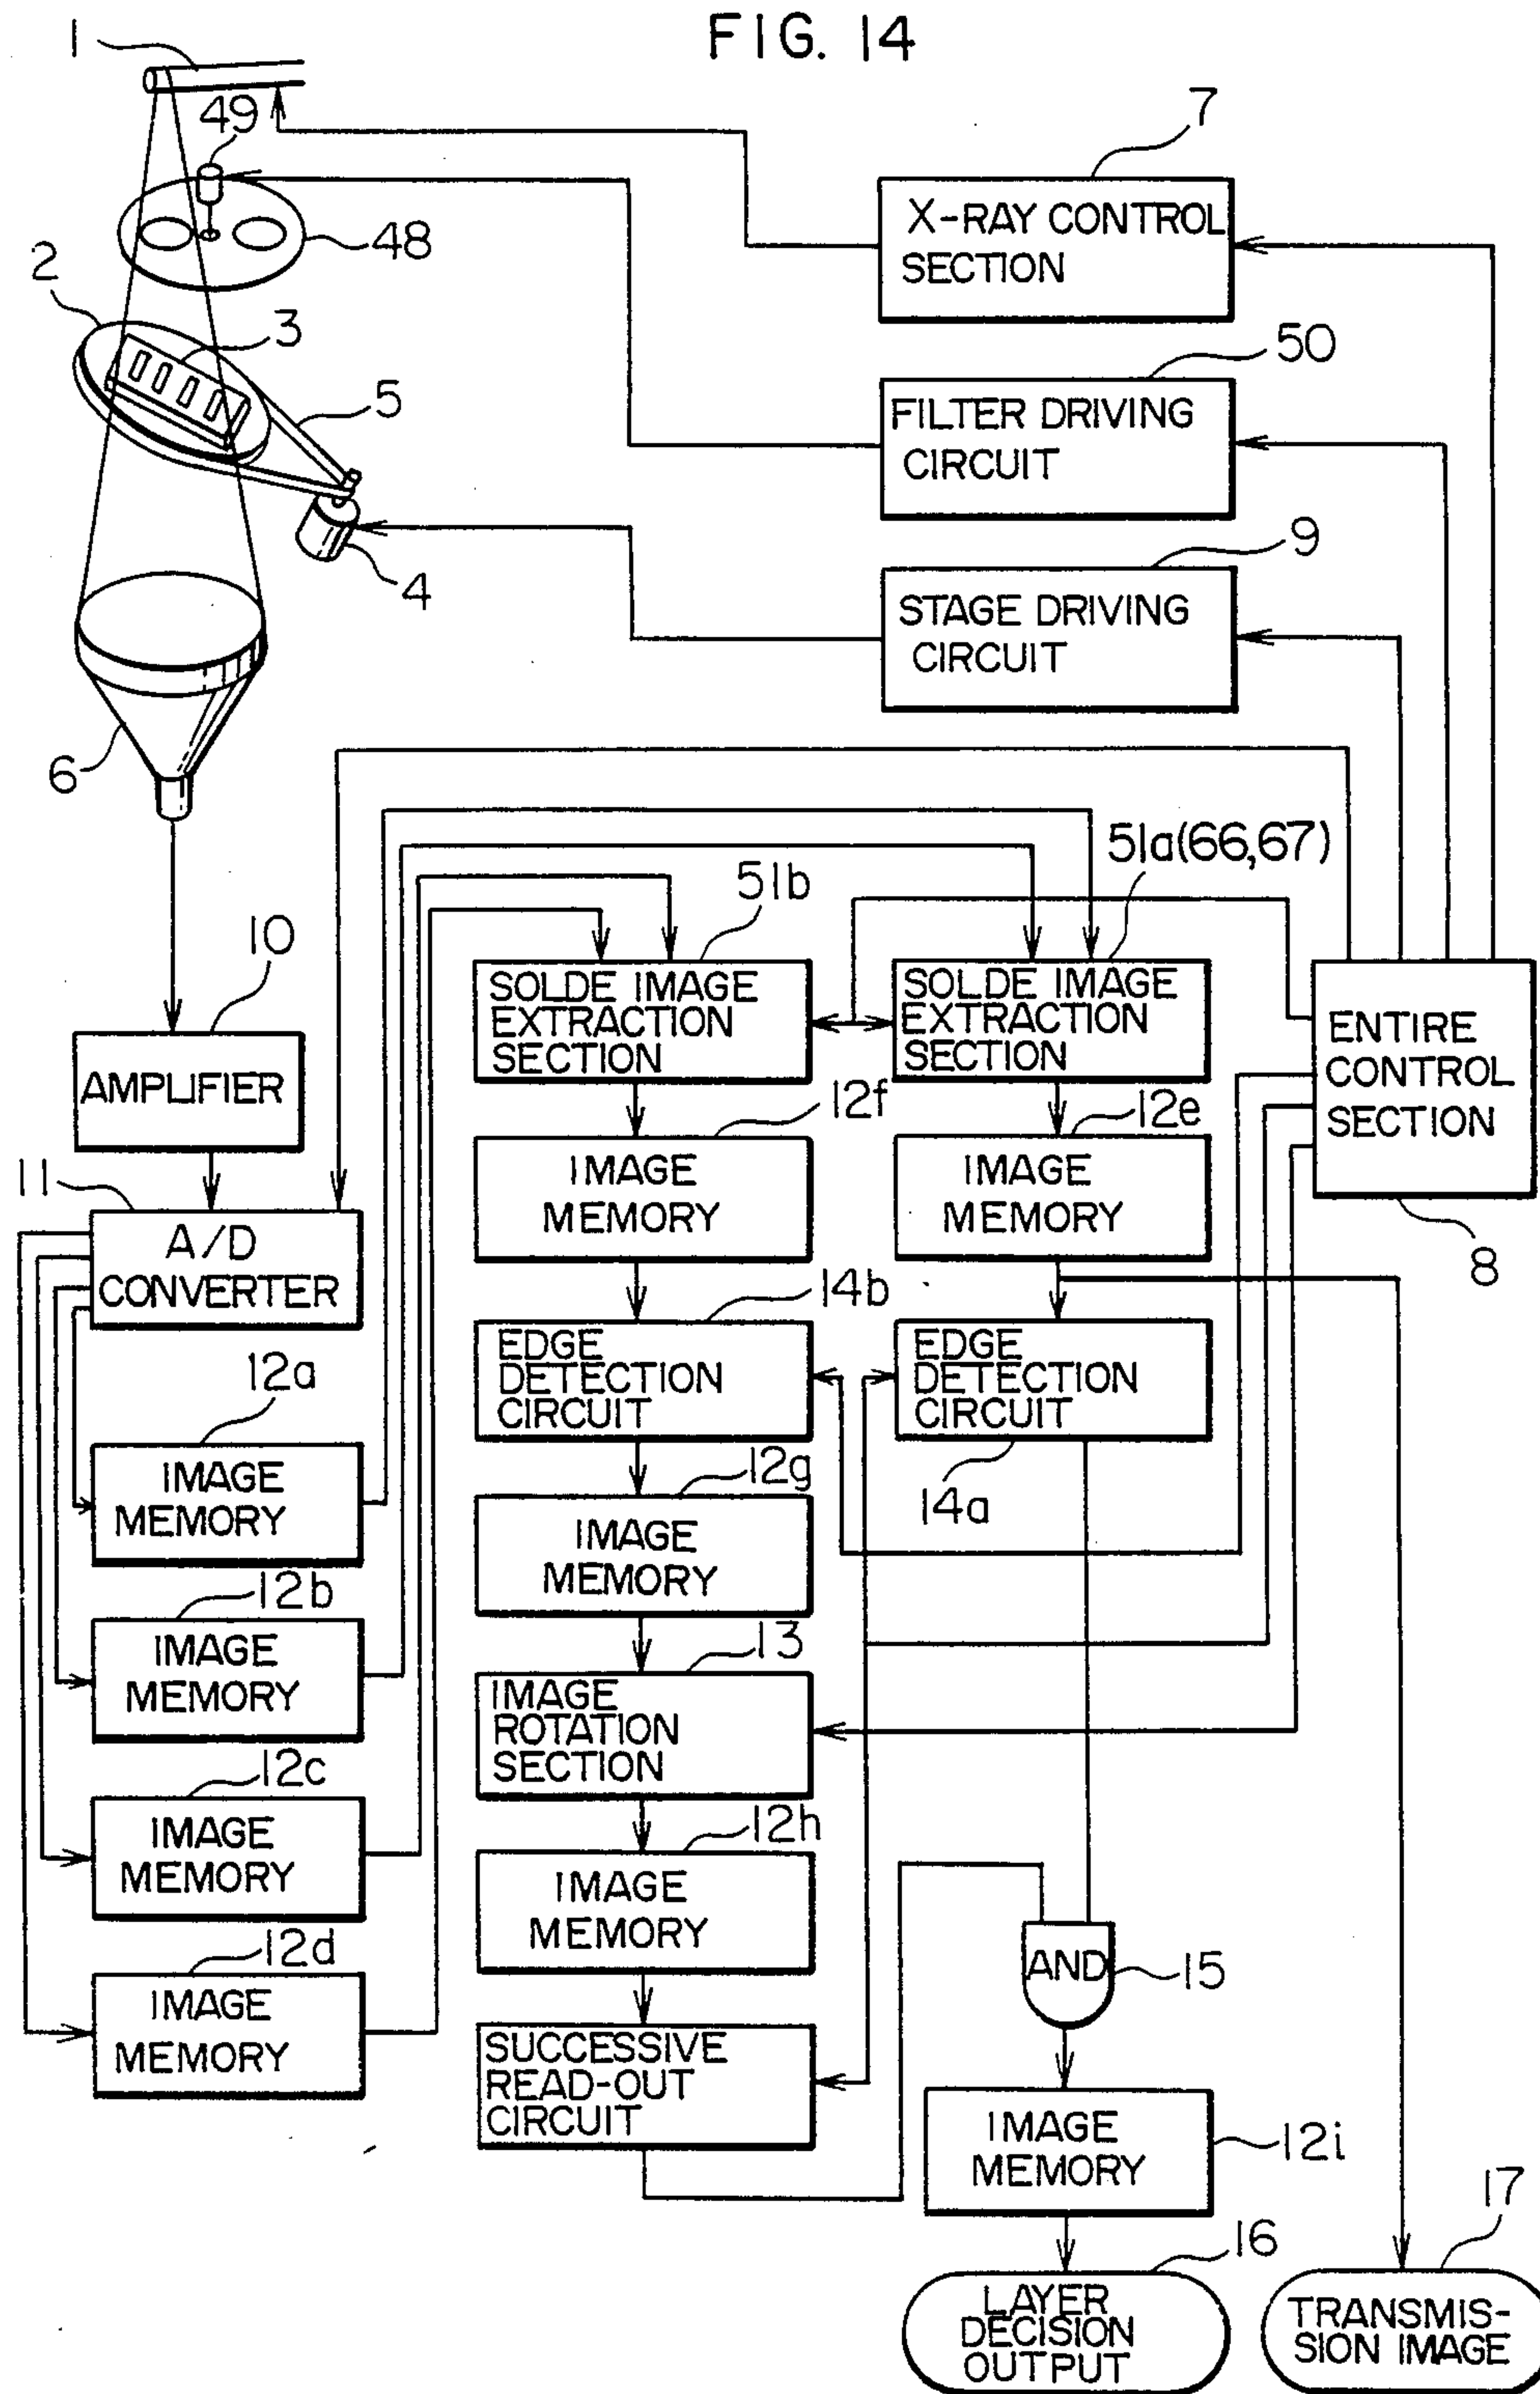 FIG. 14
1
49
7
X-RAY CONTROL
SECTION
48
2
3
50
5
FILTER DRIVING
CIRCUIT
9
4
STAGE DRIVING
CIRCUIT
6
51a(66,67)
51b
10
SOLDE IMAGE
EXTRACTION
SECTION
SOLDE IMAGE
EXTRACTION
SECTION
ENTIRE
CONTROL
SECTION
AMPLIFIER
12f
12e
11
IMAGE
MEMORY
IMAGE
MEMORY
8
A/D
CONVERTER
14b
EDGE
DETECTION
CIRCUIT
EDGE
DETECTION
CIRCUIT
12a
12g
14a
IMAGE
MEMORY
IMAGE
MEMORY
12b
13
IMAGE
MEMORY
IMAGE
ROTATION
SECTION
12c
12h
IMAGE
MEMORY
IMAGE
MEMORY
12d
AND
15
IMAGE
MEMORY
SUCCESSIVE
READ-OUT
CIRCUIT
IMAGE
MEMORY
12i
17
16
LAYER
DECISION
OUTPUT
TRANSMIS-
SION IMAGE